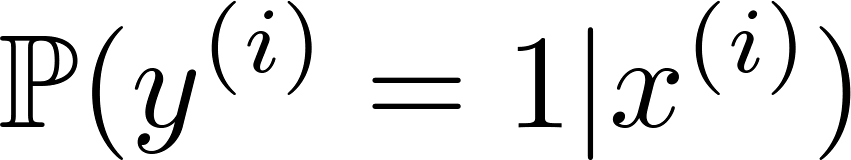 ℙ(y⁽ⁱ⁾ = 1|x⁽ⁱ⁾)